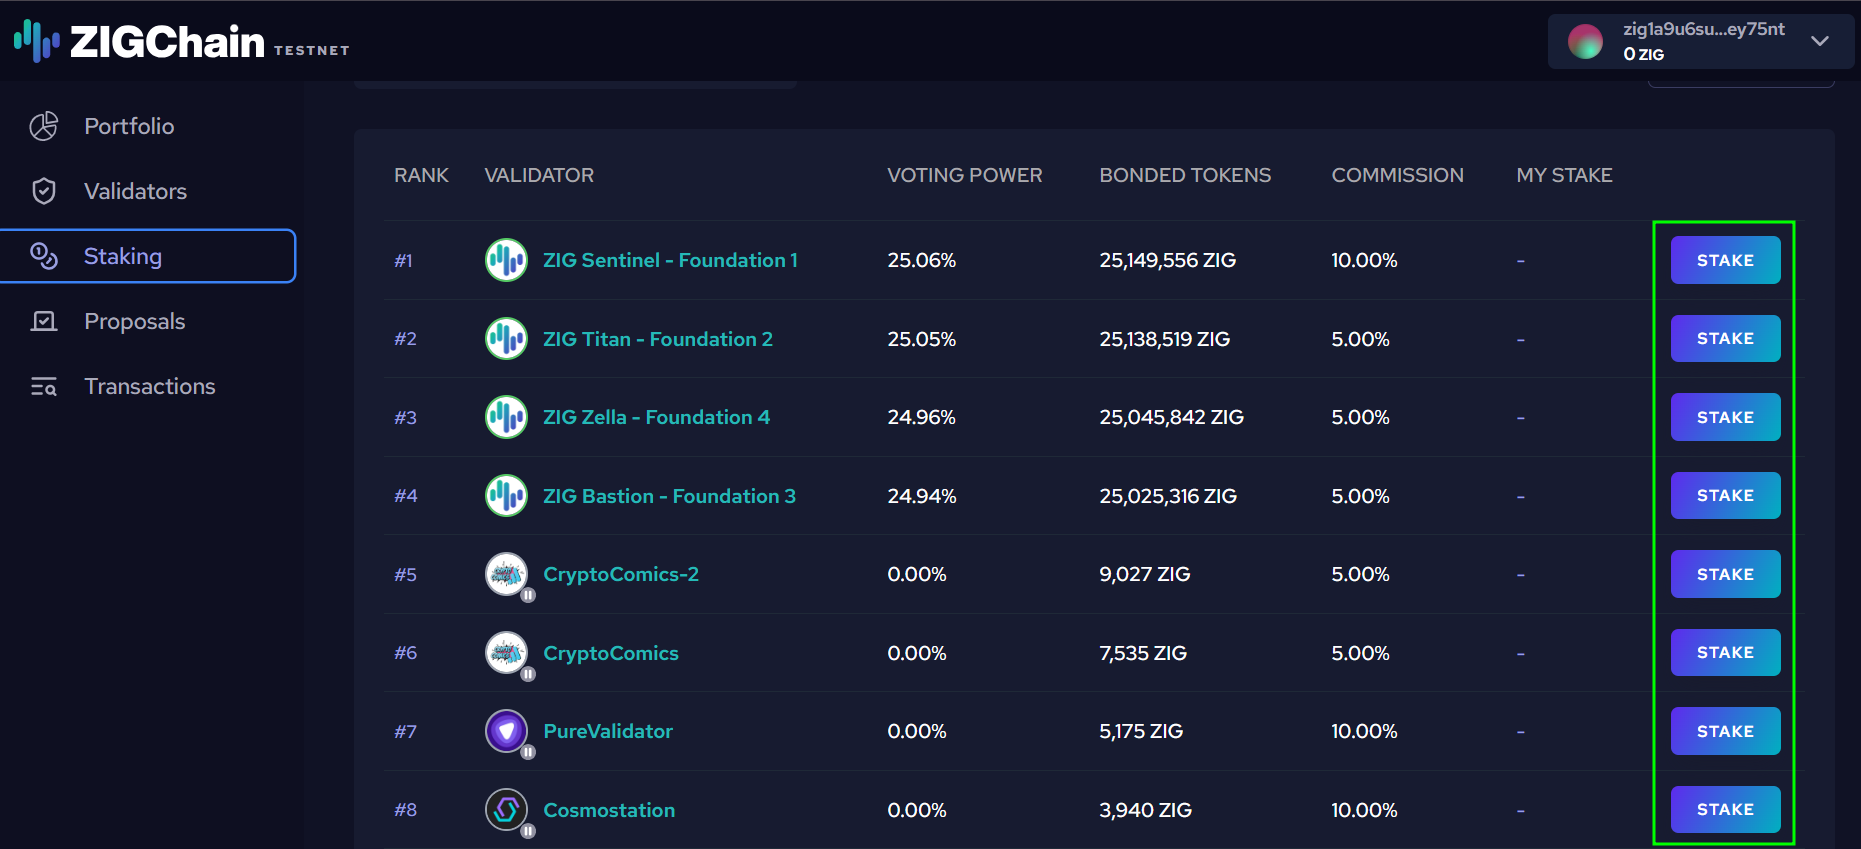 ZIGChain TESTNET
zig1a9u6su...ey75nt
0 ZIG
Portfolio
Validators
Staking
Proposals
Transactions
RANK VALIDATOR VOTING POWER BONDED TOKENS COMMISSION MY STAKE
#1 ZIG Sentinel - Foundation 1 25.06% 25,149,556 ZIG 10.00% - STAKE
#2 ZIG Titan - Foundation 2 25.05% 25,138,519 ZIG 5.00% - STAKE
#3 ZIG Zella - Foundation 4 24.96% 25,045,842 ZIG 5.00% - STAKE
#4 ZIG Bastion - Foundation 3 24.94% 25,025,316 ZIG 5.00% - STAKE
#5 CryptoComics-2 0.00% 9,027 ZIG 5.00% - STAKE
#6 CryptoComics 0.00% 7,535 ZIG 5.00% - STAKE
#7 PureValidator 0.00% 5,175 ZIG 10.00% - STAKE
#8 Cosmostation 0.00% 3,940 ZIG 10.00% - STAKE